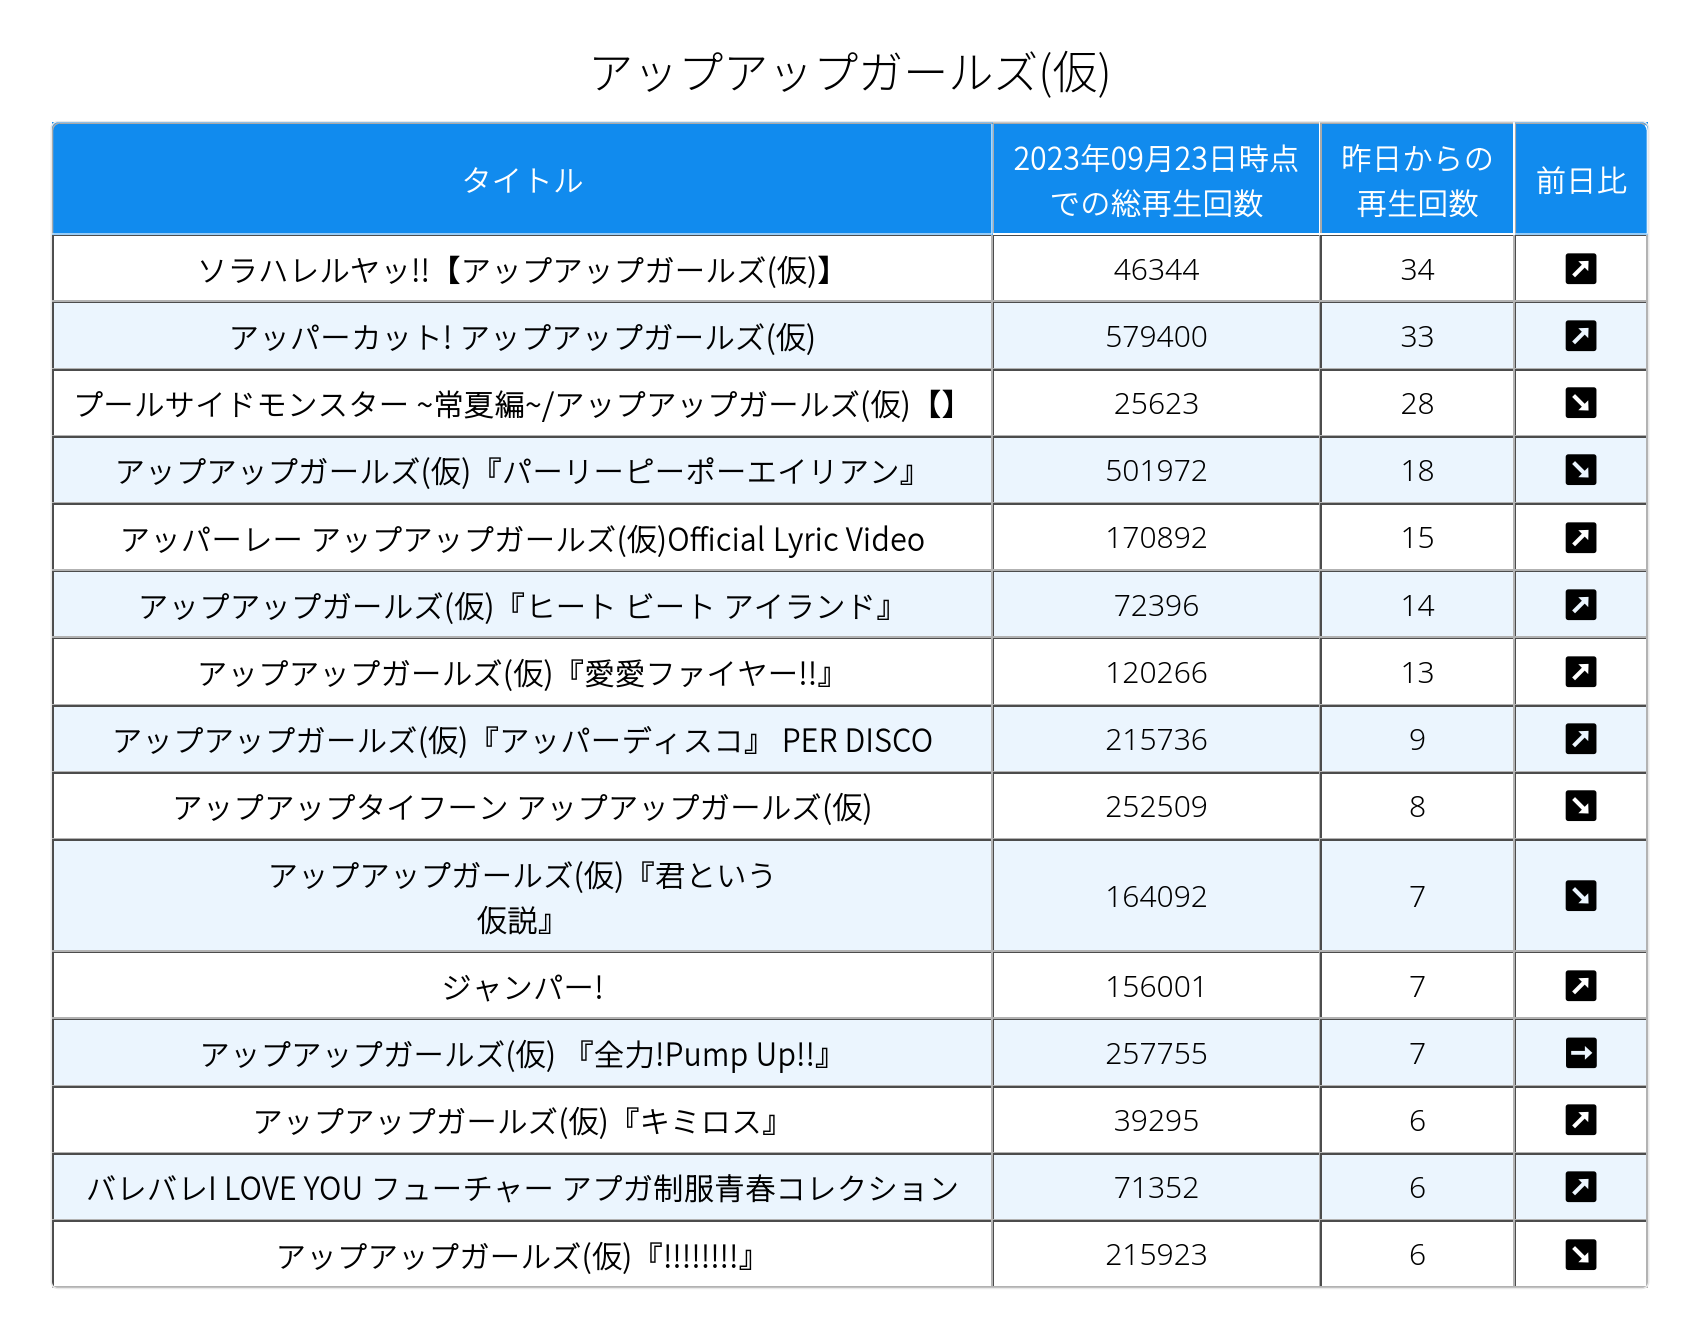 アップアップガールズ(仮)
タイトル 2023年09月23日時点での総再生回数 昨日からの再生回数 前日比
ソラハレルヤッ!!【アップアップガールズ(仮)】 46344 34 ↗
アッパーカット! アップアップガールズ(仮) 579400 33 ↗
プールサイドモンスター ~常夏編~/アップアップガールズ(仮)【】 25623 28 ↘
アップアップガールズ(仮)『パーリーピーポーエイリアン』 501972 18 ↘
アッパーレー アップアップガールズ(仮)Official Lyric Video 170892 15 ↗
アップアップガールズ(仮)『ヒート ビート アイランド』 72396 14 ↗
アップアップガールズ(仮)『愛愛ファイヤー!!』 120266 13 ↗
アップアップガールズ(仮)『アッパーディスコ』 PER DISCO 215736 9 ↗
アップアップタイフーン アップアップガールズ(仮) 252509 8 ↘
アップアップガールズ(仮)『君という
仮説』 164092 7 ↘
ジャンパー! 156001 7 ↗
アップアップガールズ(仮) 『全力!Pump Up!!』 257755 7 →
アップアップガールズ(仮)『キミロス』 39295 6 ↗
バレバレI LOVE YOU フューチャー アプガ制服青春コレクション 71352 6 ↗
アップアップガールズ(仮)『!!!!!!!!』 215923 6 ↘